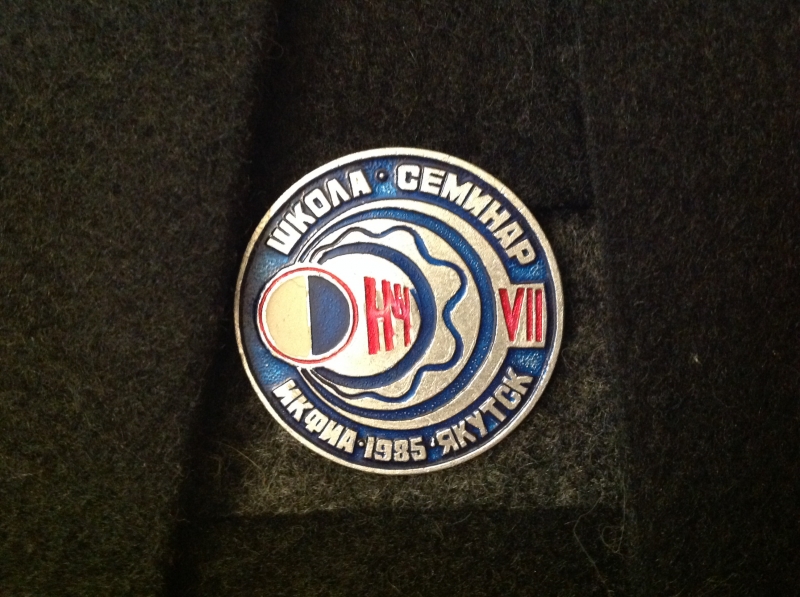 ШКОЛА · СЕМИНАР
НЧ
VII
ИКФИА · 1985 · ЯКУТСК